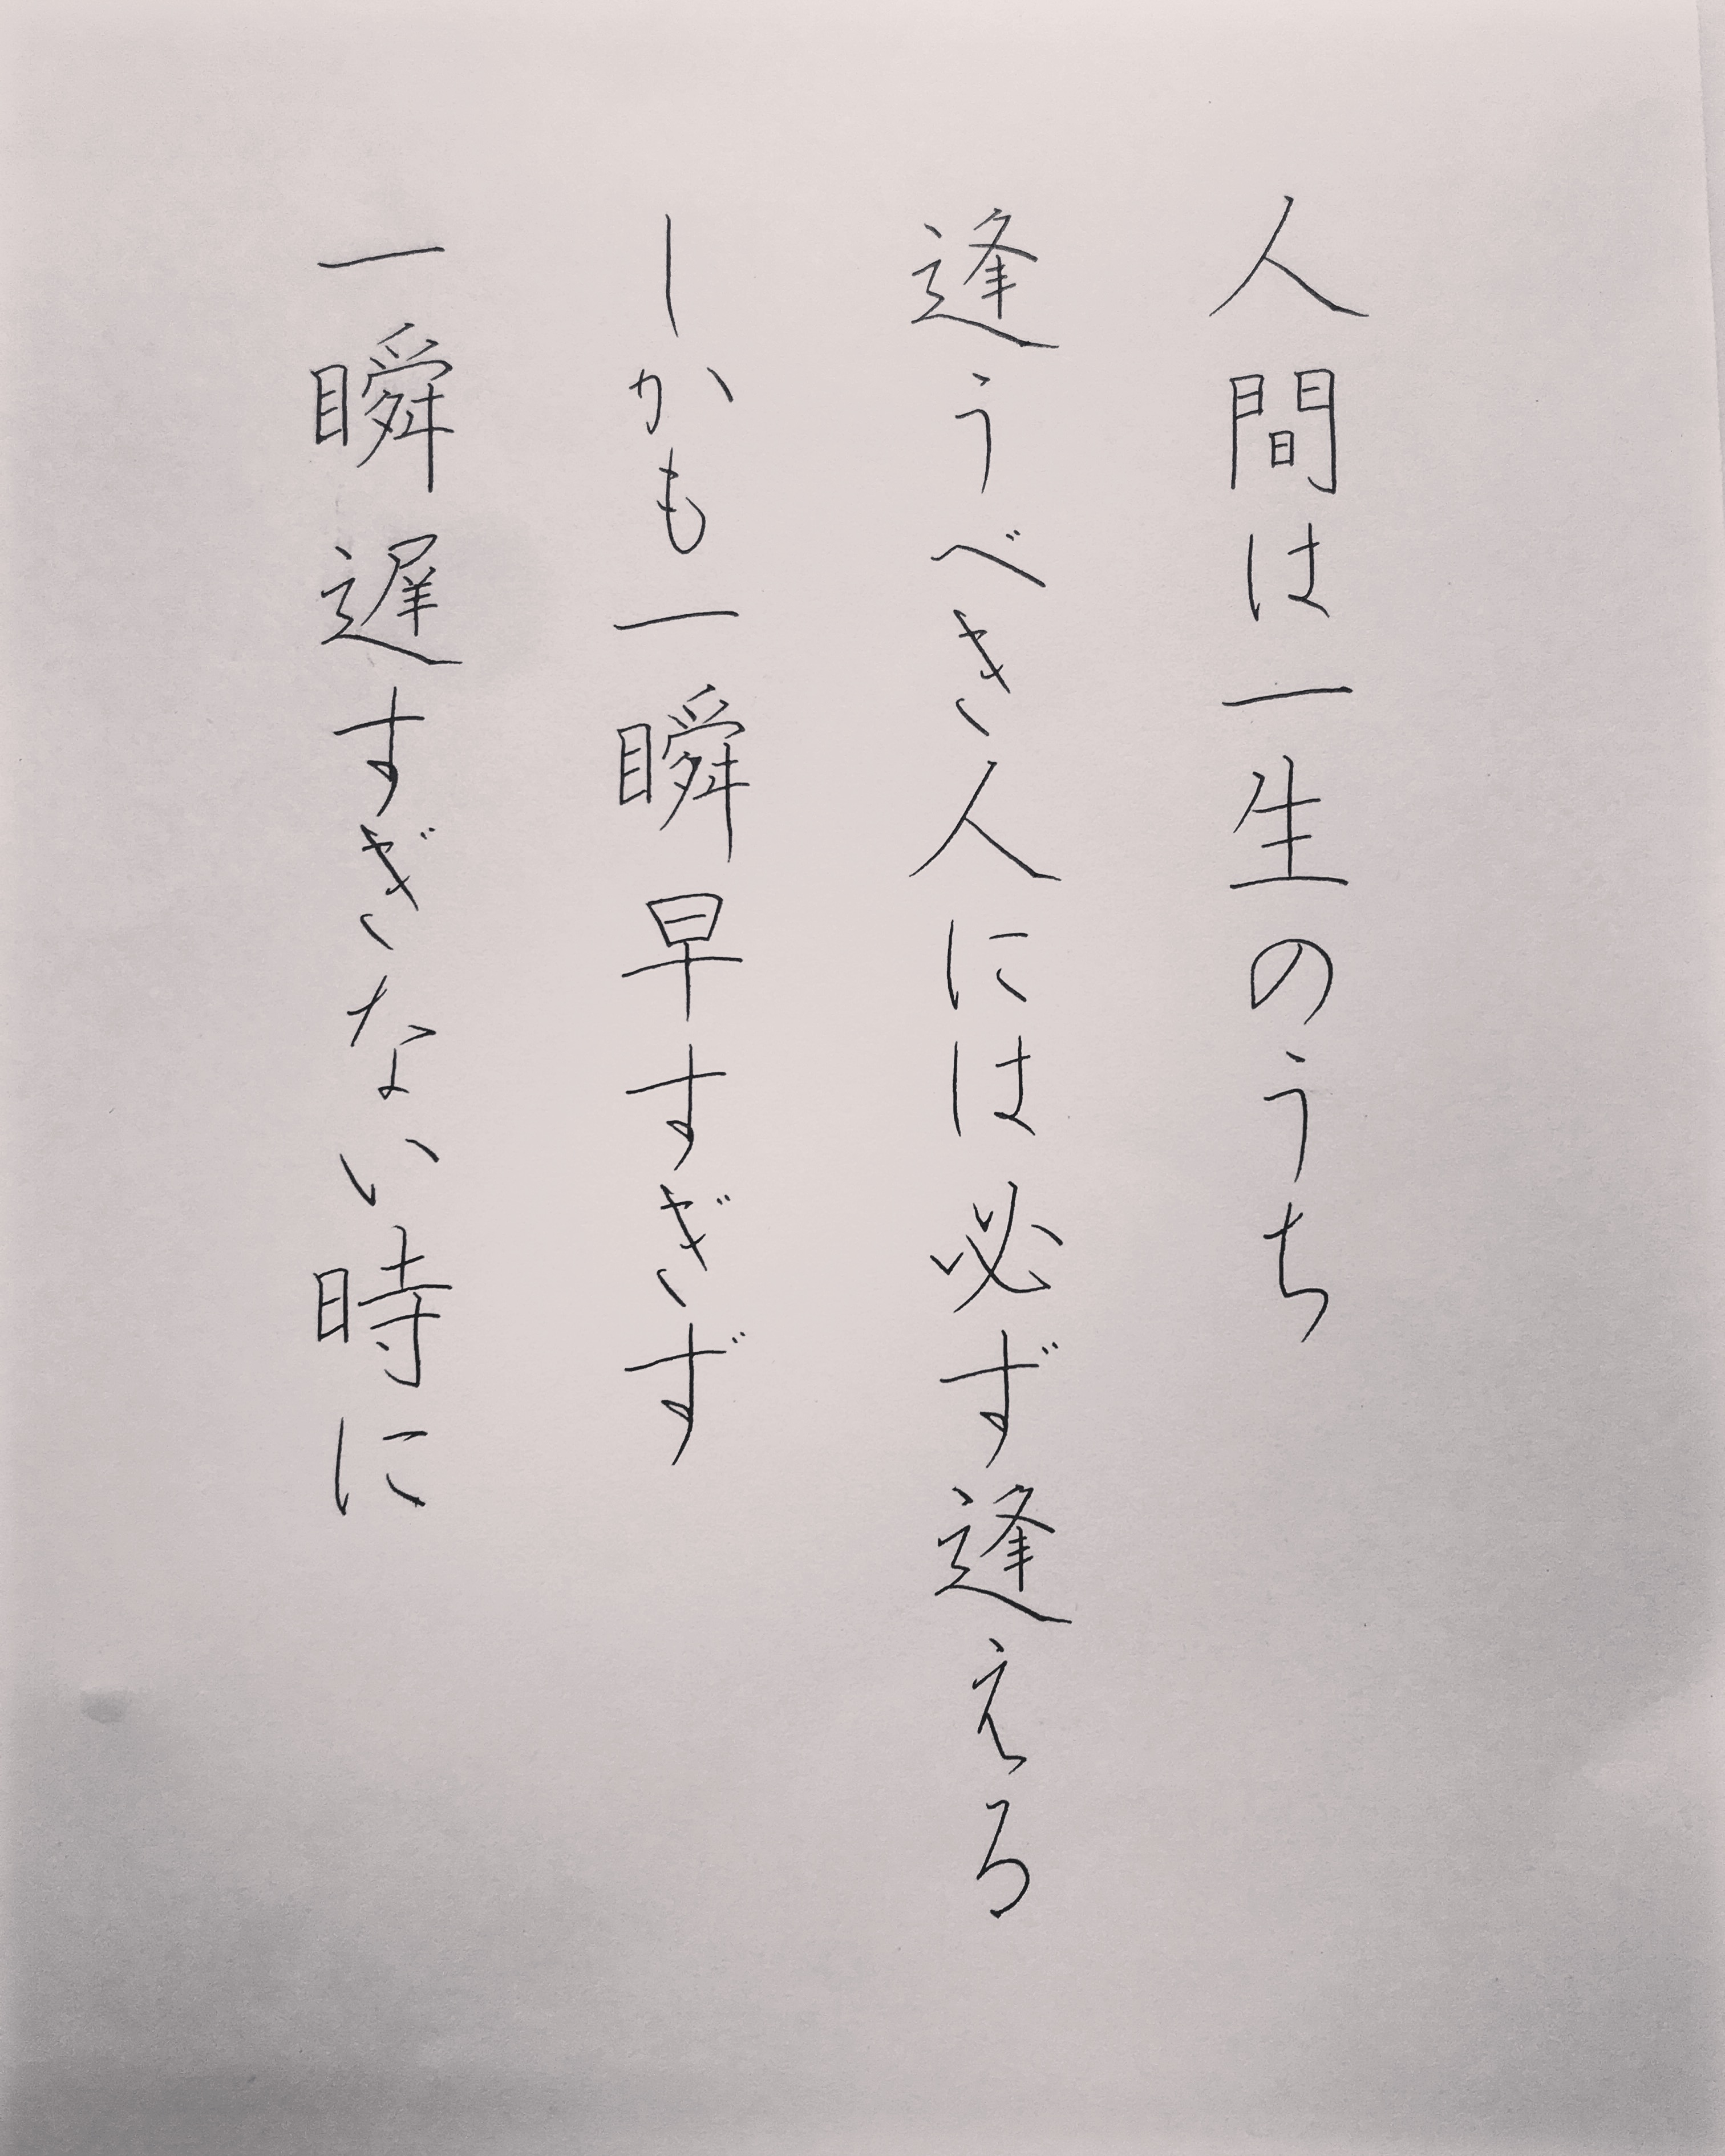 人間は一生のうち
逢うべき人には必ず逢えろ
しかも一瞬早すぎず
一瞬遅すぎない時に